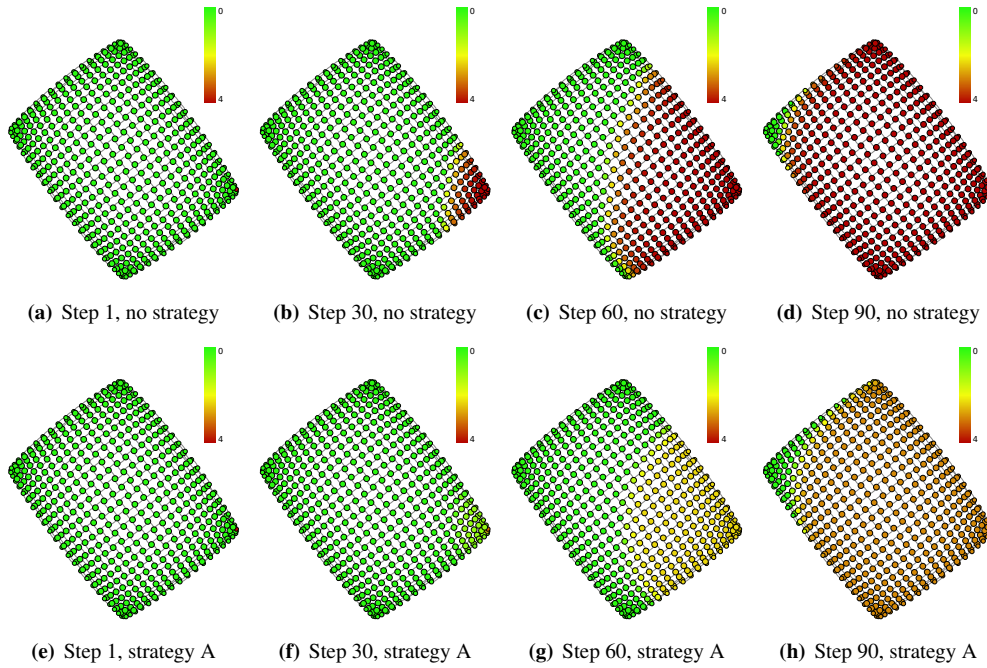 0
4
0
4
0
4
0
4
(a) Step 1, no strategy
(b) Step 30, no strategy
(c) Step 60, no strategy
(d) Step 90, no strategy
0
4
0
4
0
4
0
4
(e) Step 1, strategy A
(f) Step 30, strategy A
(g) Step 60, strategy A
(h) Step 90, strategy A